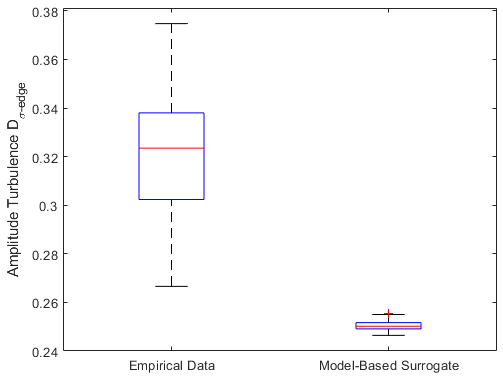 Amplitude Turbulence D σ-edge
0.38
0.36
0.34
0.32
0.3
0.28
0.26
0.24
Empirical Data
Model-Based Surrogate